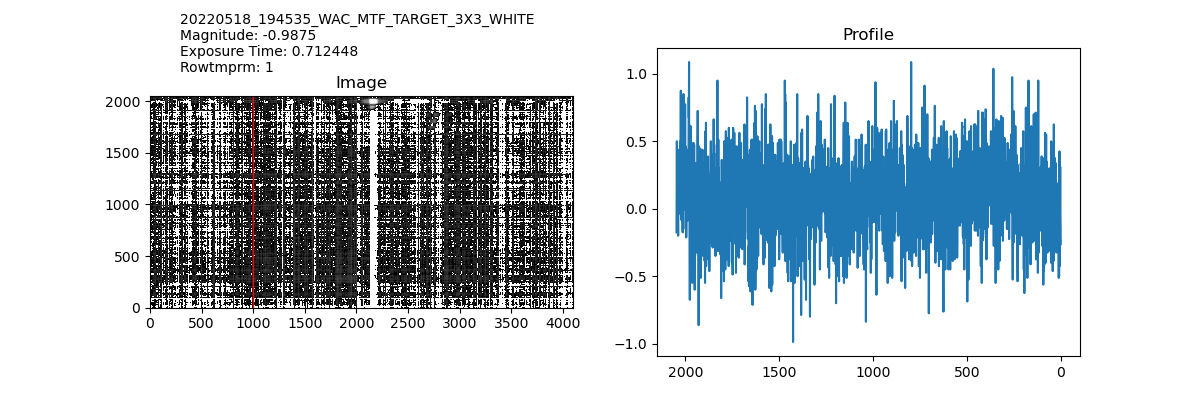 20220518_194535_WAC_MTF_TARGET_3X3_WHITE
Magnitude: -0.9875
Exposure Time: 0.712448
Rowtmprm: 1
Image
2000
1500
1000
500
0
0 500 1000 1500 2000 2500 3000 3500 4000
Profile
1.0
0.5
0.0
−0.5
−1.0
2000 1500 1000 500 0